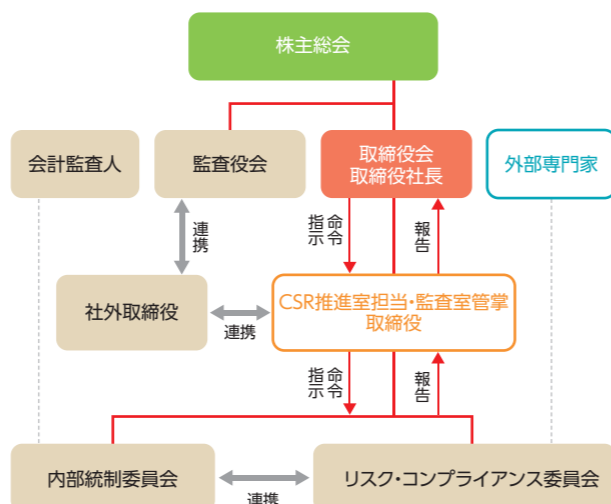 株主総会
会計監査人
監査役会
取締役会
取締役社長
外部専門家
連携
指示
命令
報告
社外取締役
連携
CSR推進室担当・監査室管掌
取締役
指示
命令
報告
内部統制委員会
連携
リスク・コンプライアンス委員会